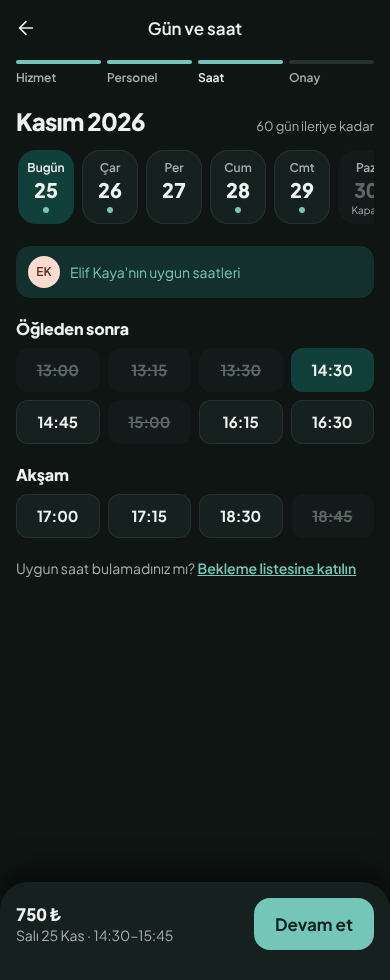 Gün ve saat
Hizmet Personel Saat Onay
Kasım 2026 60 gün ileriye kadar
Bugün Çar Per Cum Cmt Paz
25 26 27 28 29 30
Kapa
EK Elif Kaya'nın uygun saatleri
Öğleden sonra
13:00 13:15 13:30 14:30
14:45 15:00 16:15 16:30
Akşam
17:00 17:15 18:30 18:45
Uygun saat bulamadınız mı? Bekleme listesine katılın
750 ₺
Salı 25 Kas · 14:30–15:45
Devam et